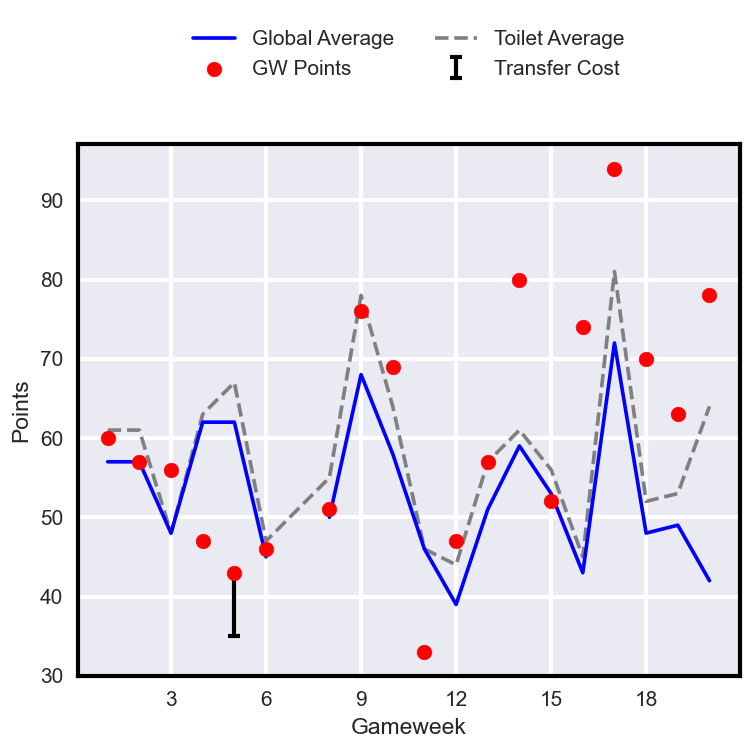 Global Average
Toilet Average
GW Points
Transfer Cost
90
80
70
60
50
40
30
Points
3 6 9 12 15 18
Gameweek